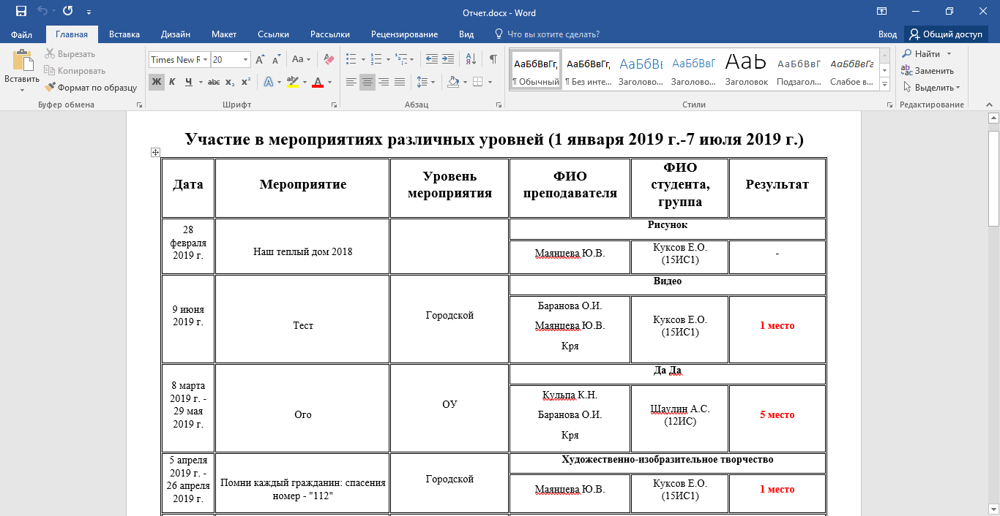 Отчет.docx - Word
Файл
Главная
Вставка
Дизайн
Макет
Ссылки
Рассылки
Рецензирование
Вид
Что вы хотите сделать?
Вход
Общий доступ
Вставить
Вырезать
Копировать
Формат по образцу
Буфер обмена
Times New R
20
Aa
Ж К Ч abc x₂ x²
Шрифт
Абзац
АаБбВвГг,
¶ Обычный
АаБбВвГг,
¶ Без инте...
АаБбВı
Заголово...
АаБбВвГ
Заголово...
АаЬ
Заголовок
АаБбВвГ
Подзагол...
АаБбВвГг
Слабое в...
Стили
Найти
Заменить
Выделить
Редактирование
Участие в мероприятиях различных уровней (1 января 2019 г.-7 июля 2019 г.)
Дата
Мероприятие
Уровень
мероприятия
ФИО
преподавателя
ФИО
студента,
группа
Результат
28
февраля
2019 г.
Наш теплый дом 2018
Рисунок
Маянцева Ю.В.
Куксов Е.О.
(15ИС1)
-
9 июня
2019 г.
Тест
Городской
Видео
Баранова О.И.
Маянцева Ю.В.
Кря
Куксов Е.О.
(15ИС1)
1 место
8 марта
2019 г. -
29 мая
2019 г.
Ого
ОУ
Да Да
Кульпа К.Н.
Баранова О.И.
Кря
Шаулин А.С.
(12ИС)
5 место
5 апреля
2019 г. -
26 апреля
2019 г.
Помни каждый гражданин: спасения
номер - "112"
Городской
Художественно-изобразительное творчество
Маянцева Ю.В.
Куксов Е.О.
(15ИС1)
1 место